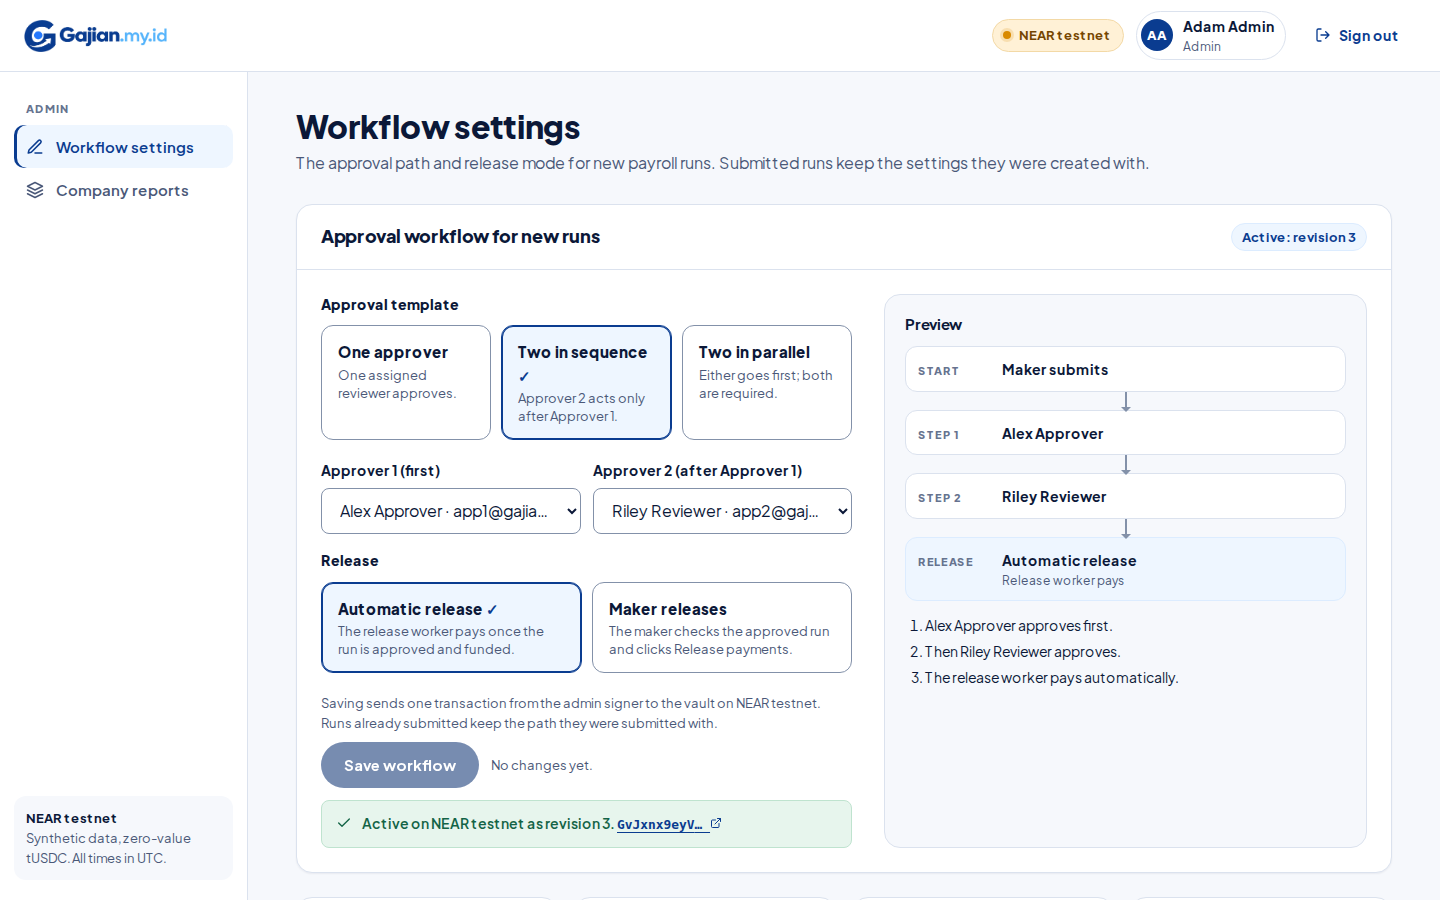 Gajian.my.id
NEAR testnet
AA
Adam Admin
Admin
Sign out
ADMIN
Workflow settings
Company reports
NEAR testnet
Synthetic data, zero-value
tUSDC. All times in UTC.
Workflow settings
The approval path and release mode for new payroll runs. Submitted runs keep the settings they were created with.
Approval workflow for new runs
Active: revision 3
Approval template
One approver
One assigned
reviewer approves.
Two in sequence
✓
Approver 2 acts only
after Approver 1.
Two in parallel
Either goes first; both
are required.
Approver 1 (first)
Alex Approver · app1@gajia...
Approver 2 (after Approver 1)
Riley Reviewer · app2@gaj...
Release
Automatic release ✓
The release worker pays once the
run is approved and funded.
Maker releases
The maker checks the approved run
and clicks Release payments.
Saving sends one transaction from the admin signer to the vault on NEAR testnet.
Runs already submitted keep the path they were submitted with.
Save workflow
No changes yet.
Active on NEAR testnet as revision 3. GvJxnx9eyV…
Preview
START Maker submits
STEP 1 Alex Approver
STEP 2 Riley Reviewer
RELEASE Automatic release
Release worker pays
1. Alex Approver approves first.
2. Then Riley Reviewer approves.
3. The release worker pays automatically.